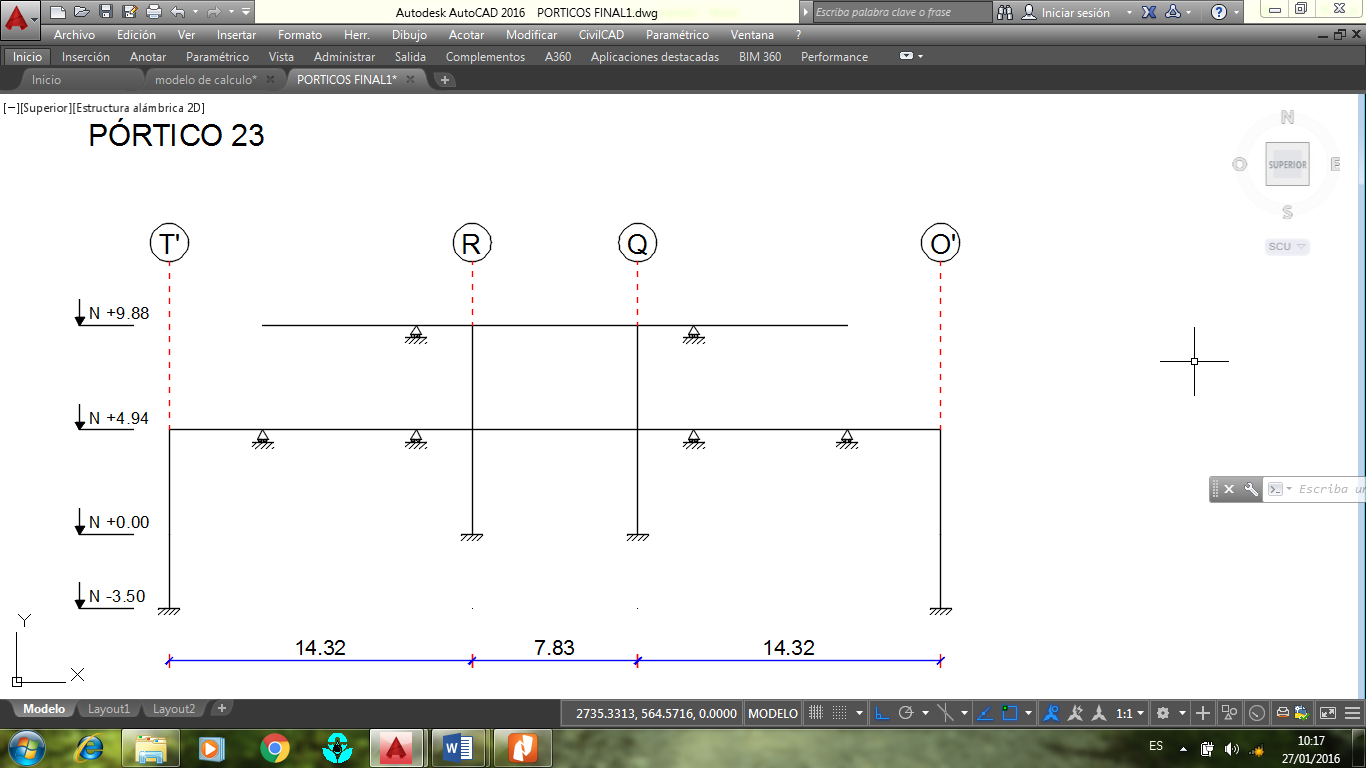 Autodesk AutoCAD 2016 PORTICOS FINAL1.dwg
Escriba palabra clave o frase
Iniciar sesión
Archivo Edición Ver Insertar Formato Herr. Dibujo Acotar Modificar CivilCAD Paramétrico Ventana ?
Inicio Inserción Anotar Paramétrico Vista Administrar Salida Complementos A360 Aplicaciones destacadas BIM 360 Performance
Inicio modelo de calculo* PORTICOS FINAL1*
[−][Superior][Estructura alámbrica 2D]
PÓRTICO 23
N
O SUPERIOR E
S
SCU
T' R Q O'
N +9.88
N +4.94
N +0.00
N -3.50
Escriba un
Y
X
14.32 7.83 14.32
Modelo Layout1 Layout2 +
2735.3313, 564.5716, 0.0000 MODELO 1:1
ES
10:17
27/01/2016